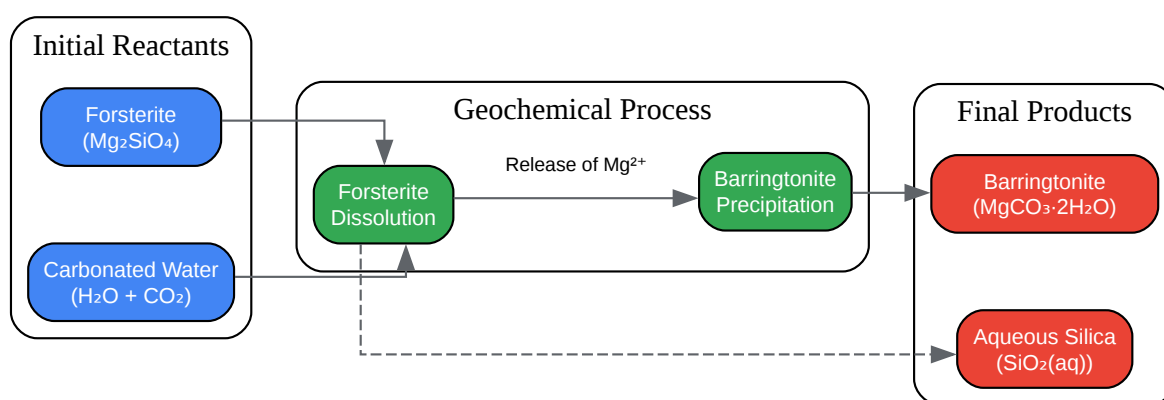 Initial Reactants
Forsterite
(Mg₂SiO₄)
Carbonated Water
(H₂O + CO₂)
Geochemical Process
Forsterite
Dissolution
Release of Mg²⁺
Barringtonite
Precipitation
Final Products
Barringtonite
(MgCO₃·2H₂O)
Aqueous Silica
(SiO₂(aq))